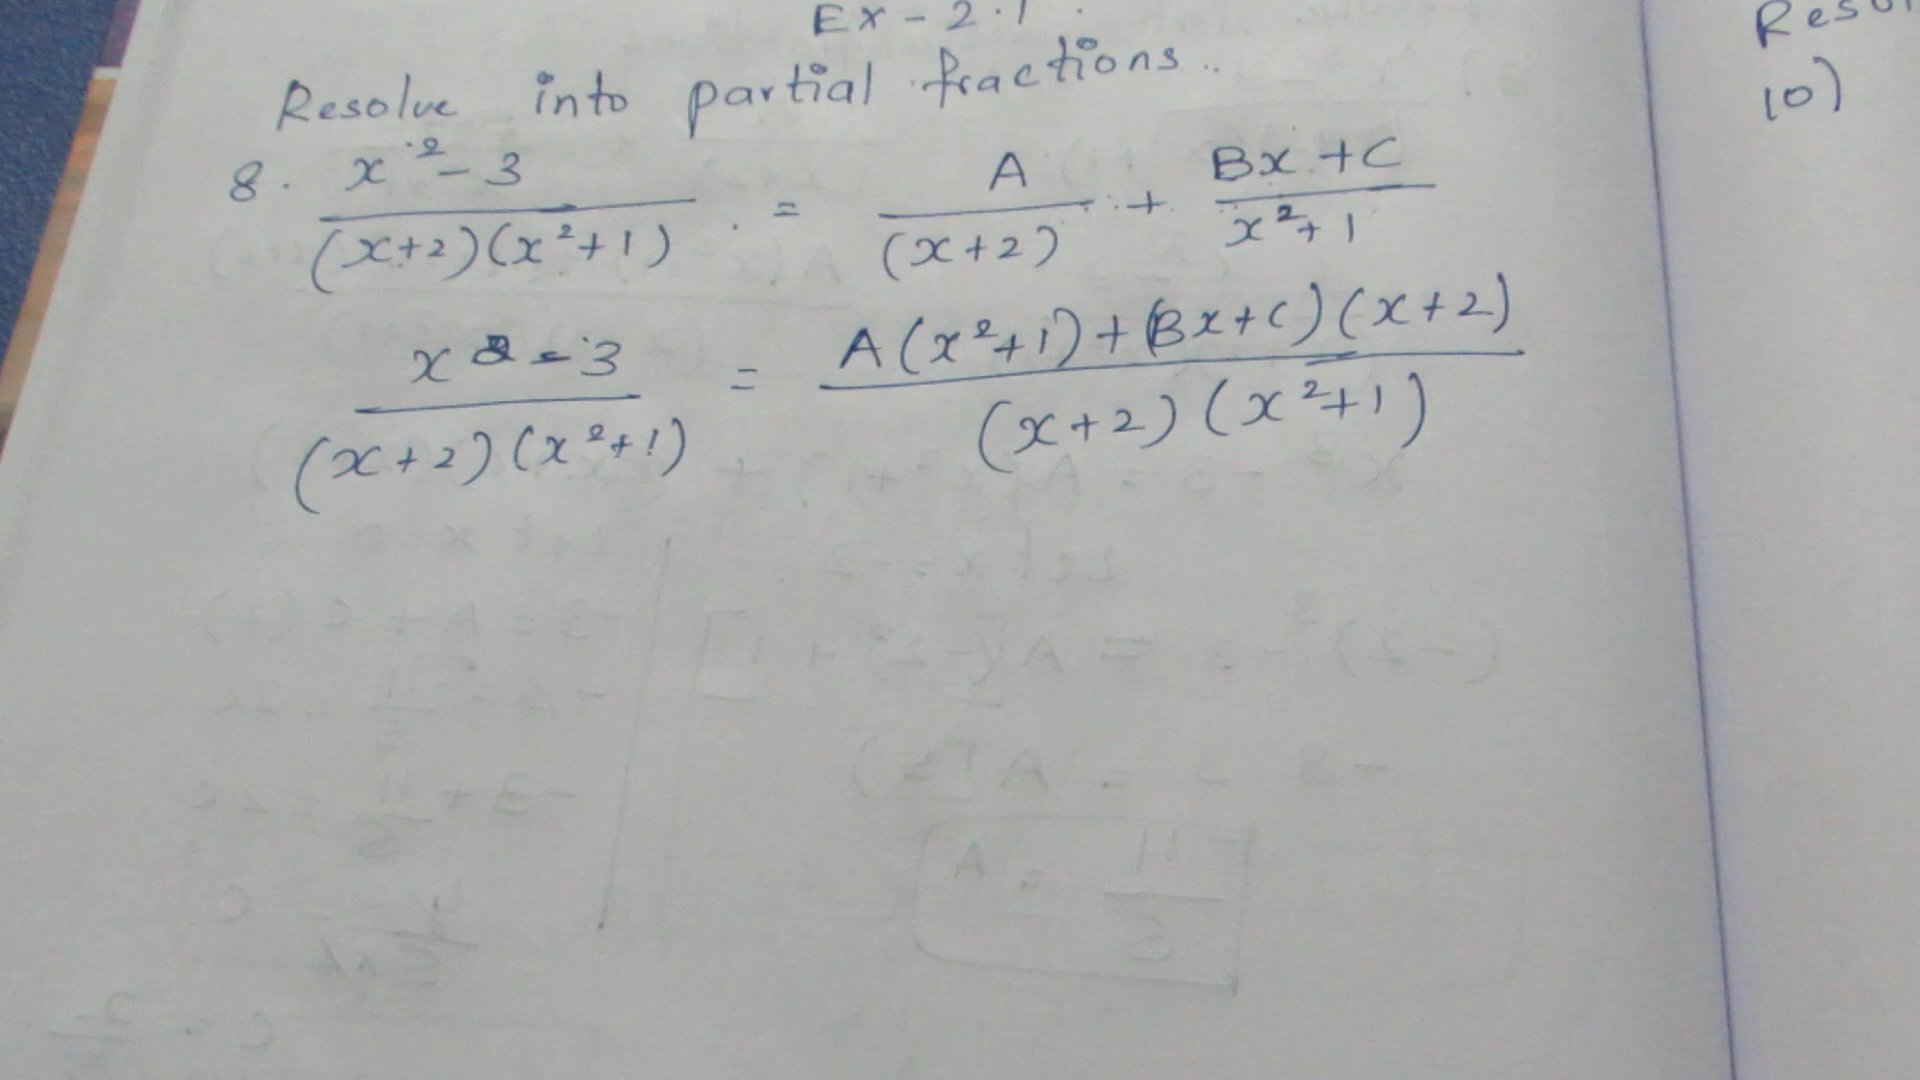 Ex - 2.1
Resolve into partial fractions..
8. x² - 3 / (x+2)(x²+1) = A / (x+2) + Bx + C / x²+1
x2 - 3 / (x+2)(x²+1) = A(x²+1) + (Bx+C)(x+2) / (x+2)(x²+1)
10)